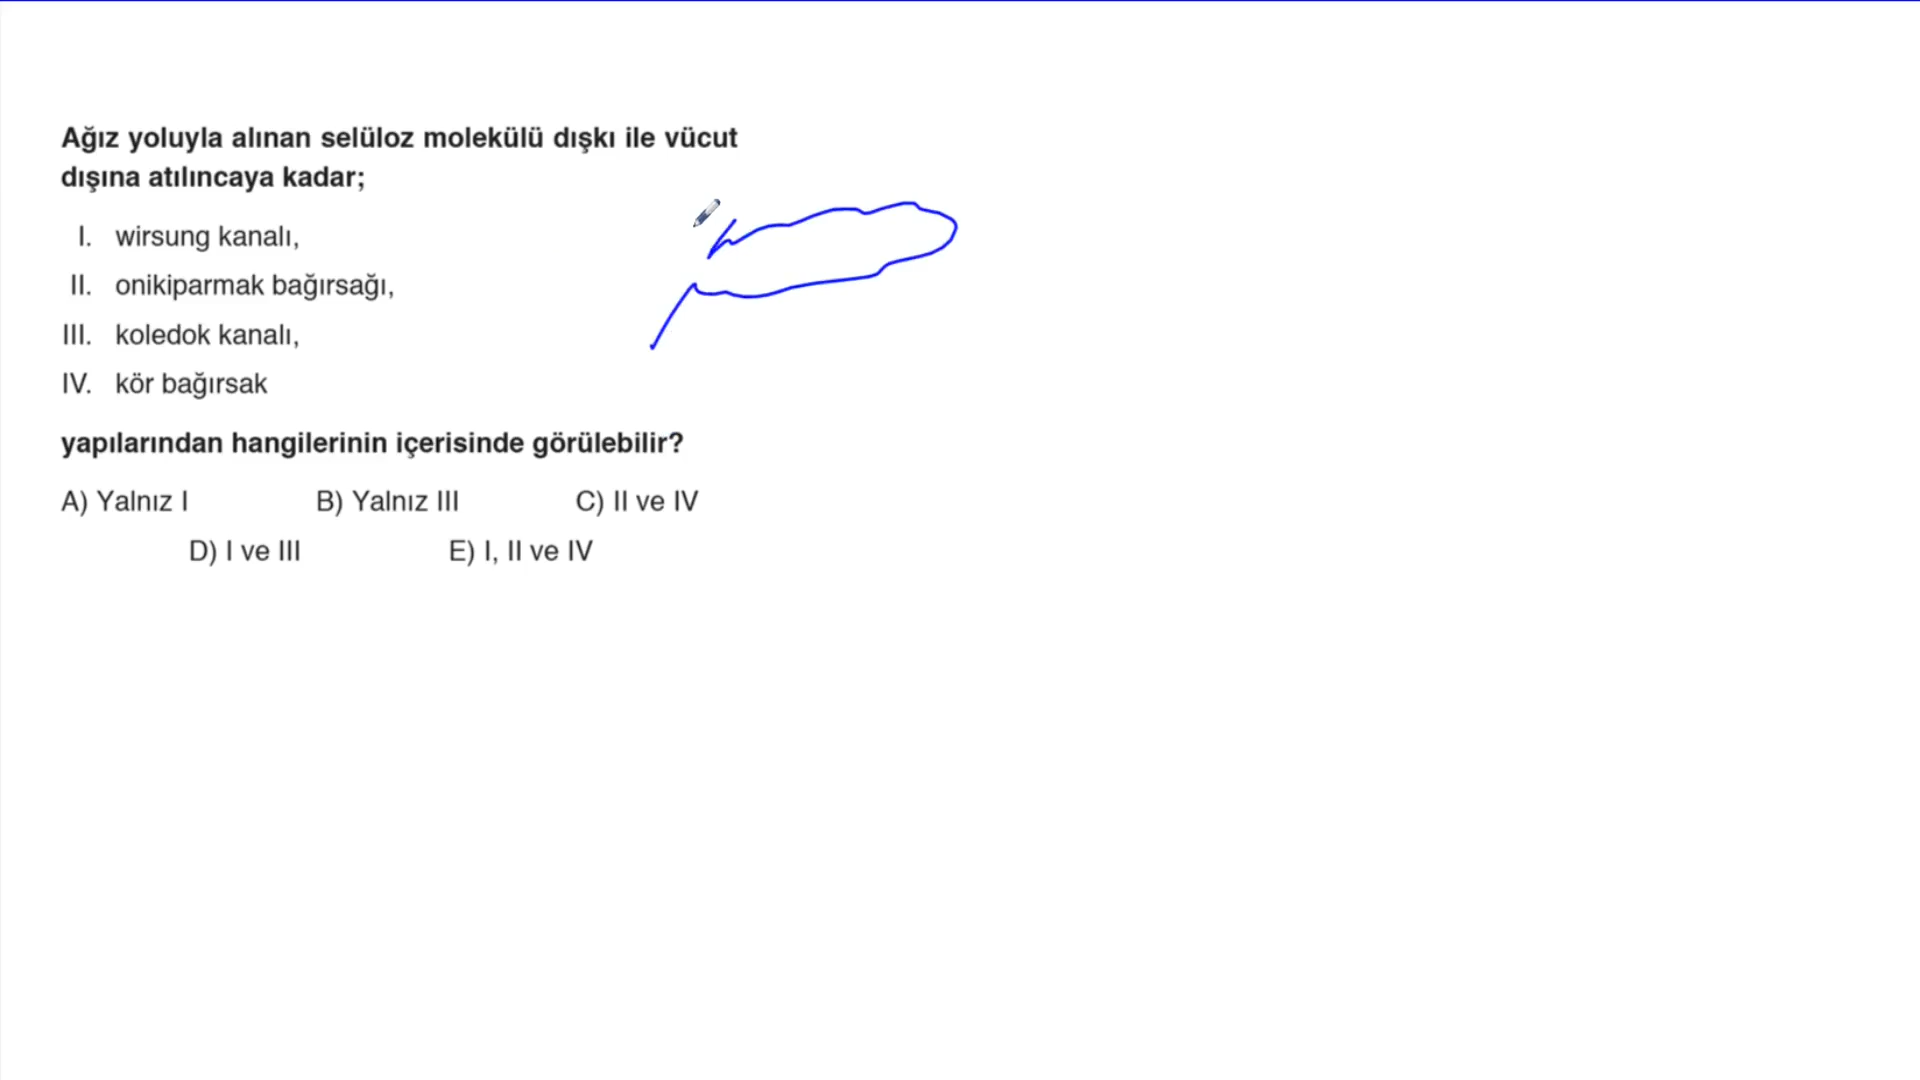 Ağız yoluyla alınan selüloz molekülü dışkı ile vücut
dışına atılıncaya kadar;
I. wirsung kanalı,
II. onikiparmak bağırsağı,
III. koledok kanalı,
IV. kör bağırsak
yapılarından hangilerinin içerisinde görülebilir?
A) Yalnız I B) Yalnız III C) II ve IV
D) I ve III E) I, II ve IV